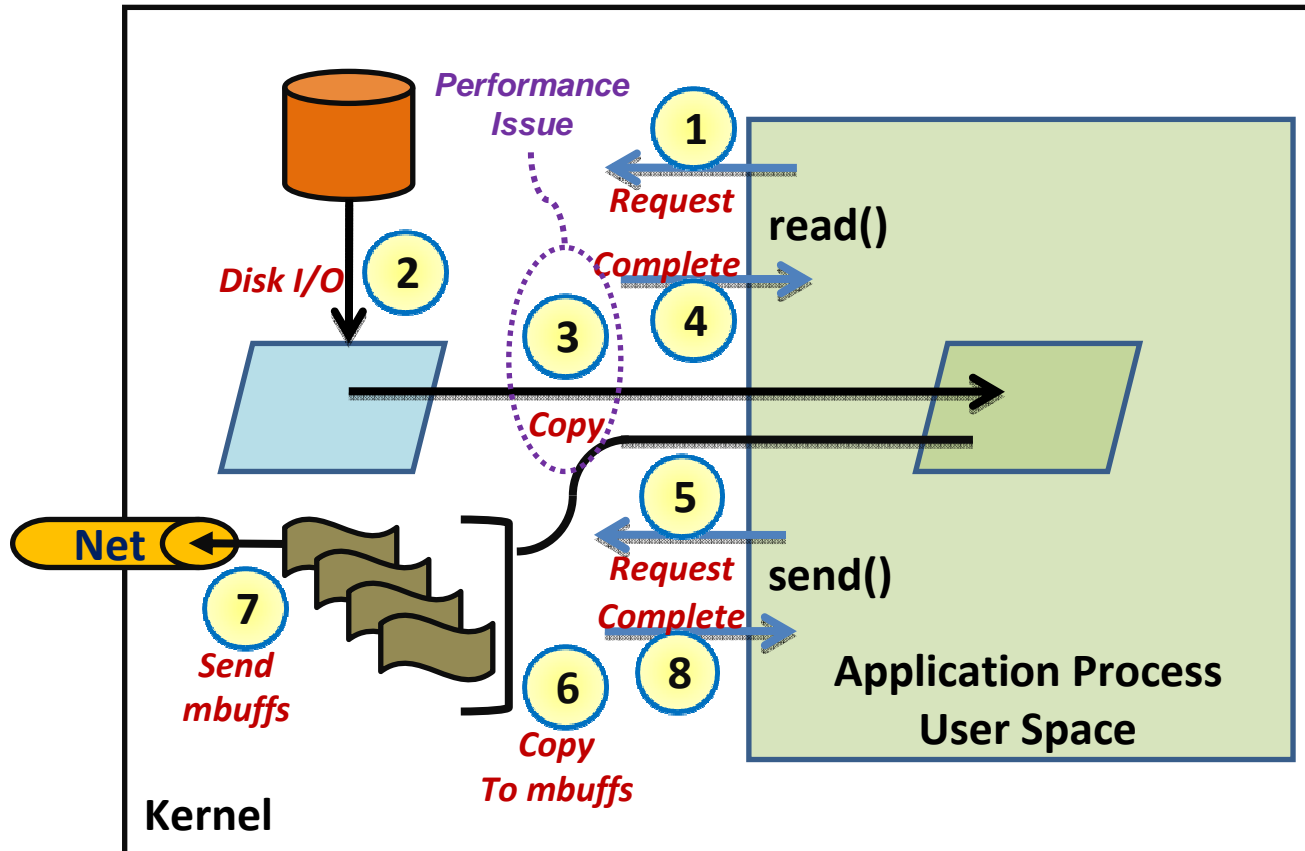 Performance
Issue
1
Request
read()
Disk I/O
2
Complete
3
4
Copy
5
Net
Request
send()
7
Complete
Send
mbuffs
6
8
Copy
To mbuffs
Application Process
User Space
Kernel